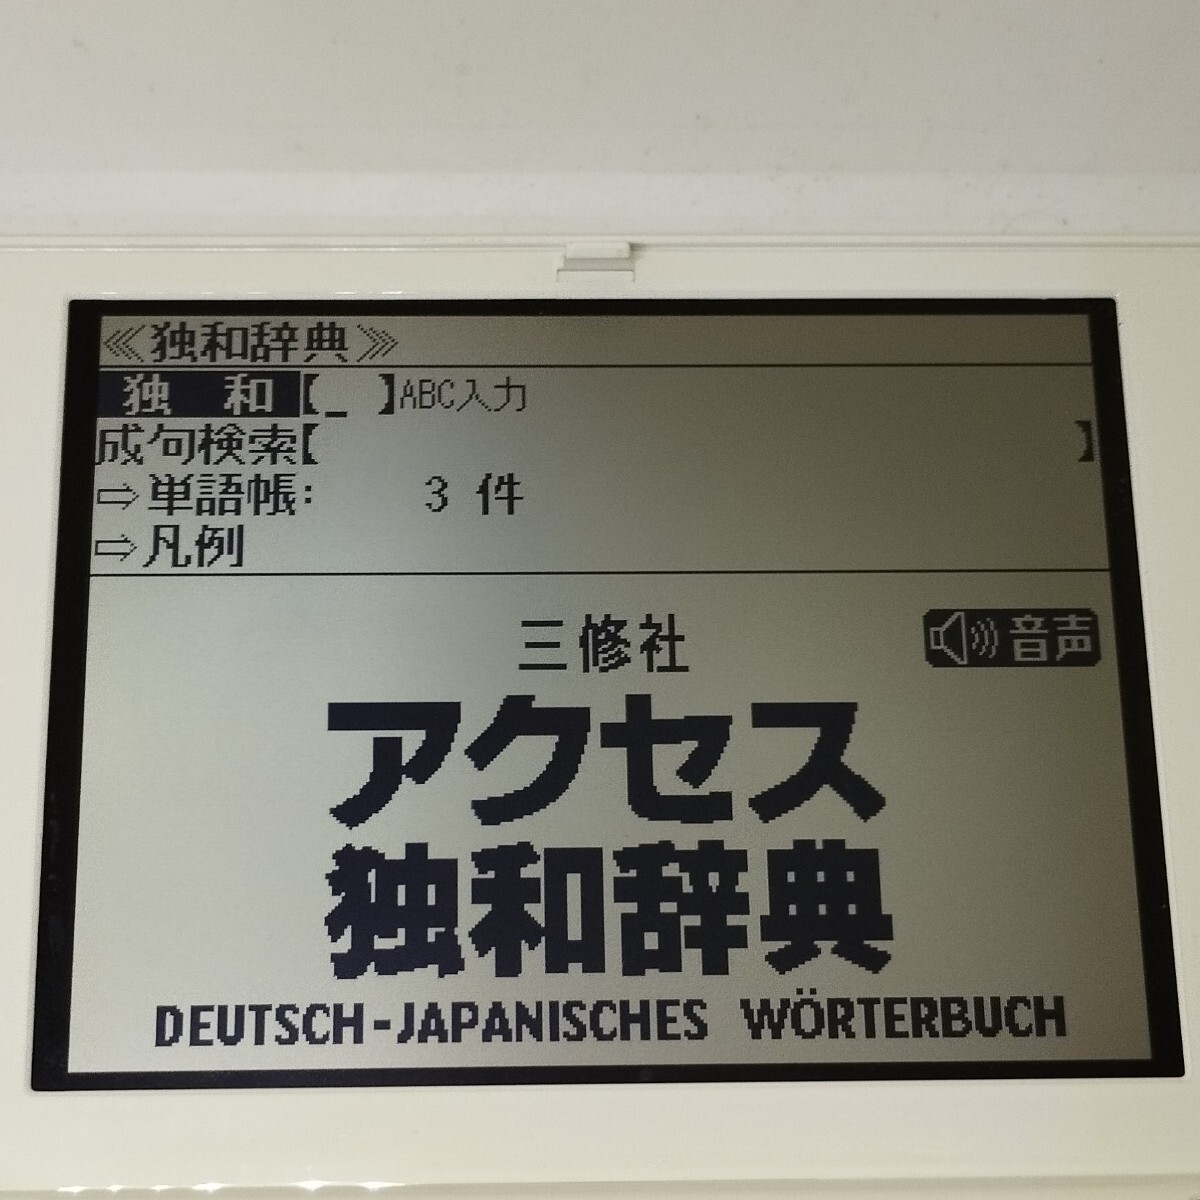 ≪独和辞典≫
独 和【_ 】ABC入力
成句検索【 】
⇨単語帳: 3 件
⇨凡例
三修社
音声
アクセス
独和辞典
DEUTSCH-JAPANISCHES WÖRTERBUCH